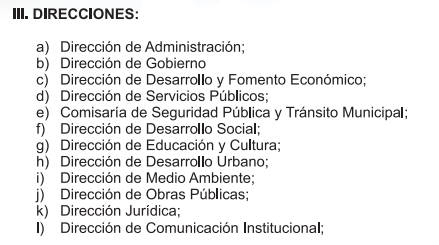 III. DIRECCIONES:
a) Dirección de Administración;
b) Dirección de Gobierno
c) Dirección de Desarrollo y Fomento Económico;
d) Dirección de Servicios Públicos;
e) Comisaría de Seguridad Pública y Tránsito Municipal;
f) Dirección de Desarrollo Social;
g) Dirección de Educación y Cultura;
h) Dirección de Desarrollo Urbano;
i) Dirección de Medio Ambiente;
j) Dirección de Obras Públicas;
k) Dirección Jurídica;
l) Dirección de Comunicación Institucional;